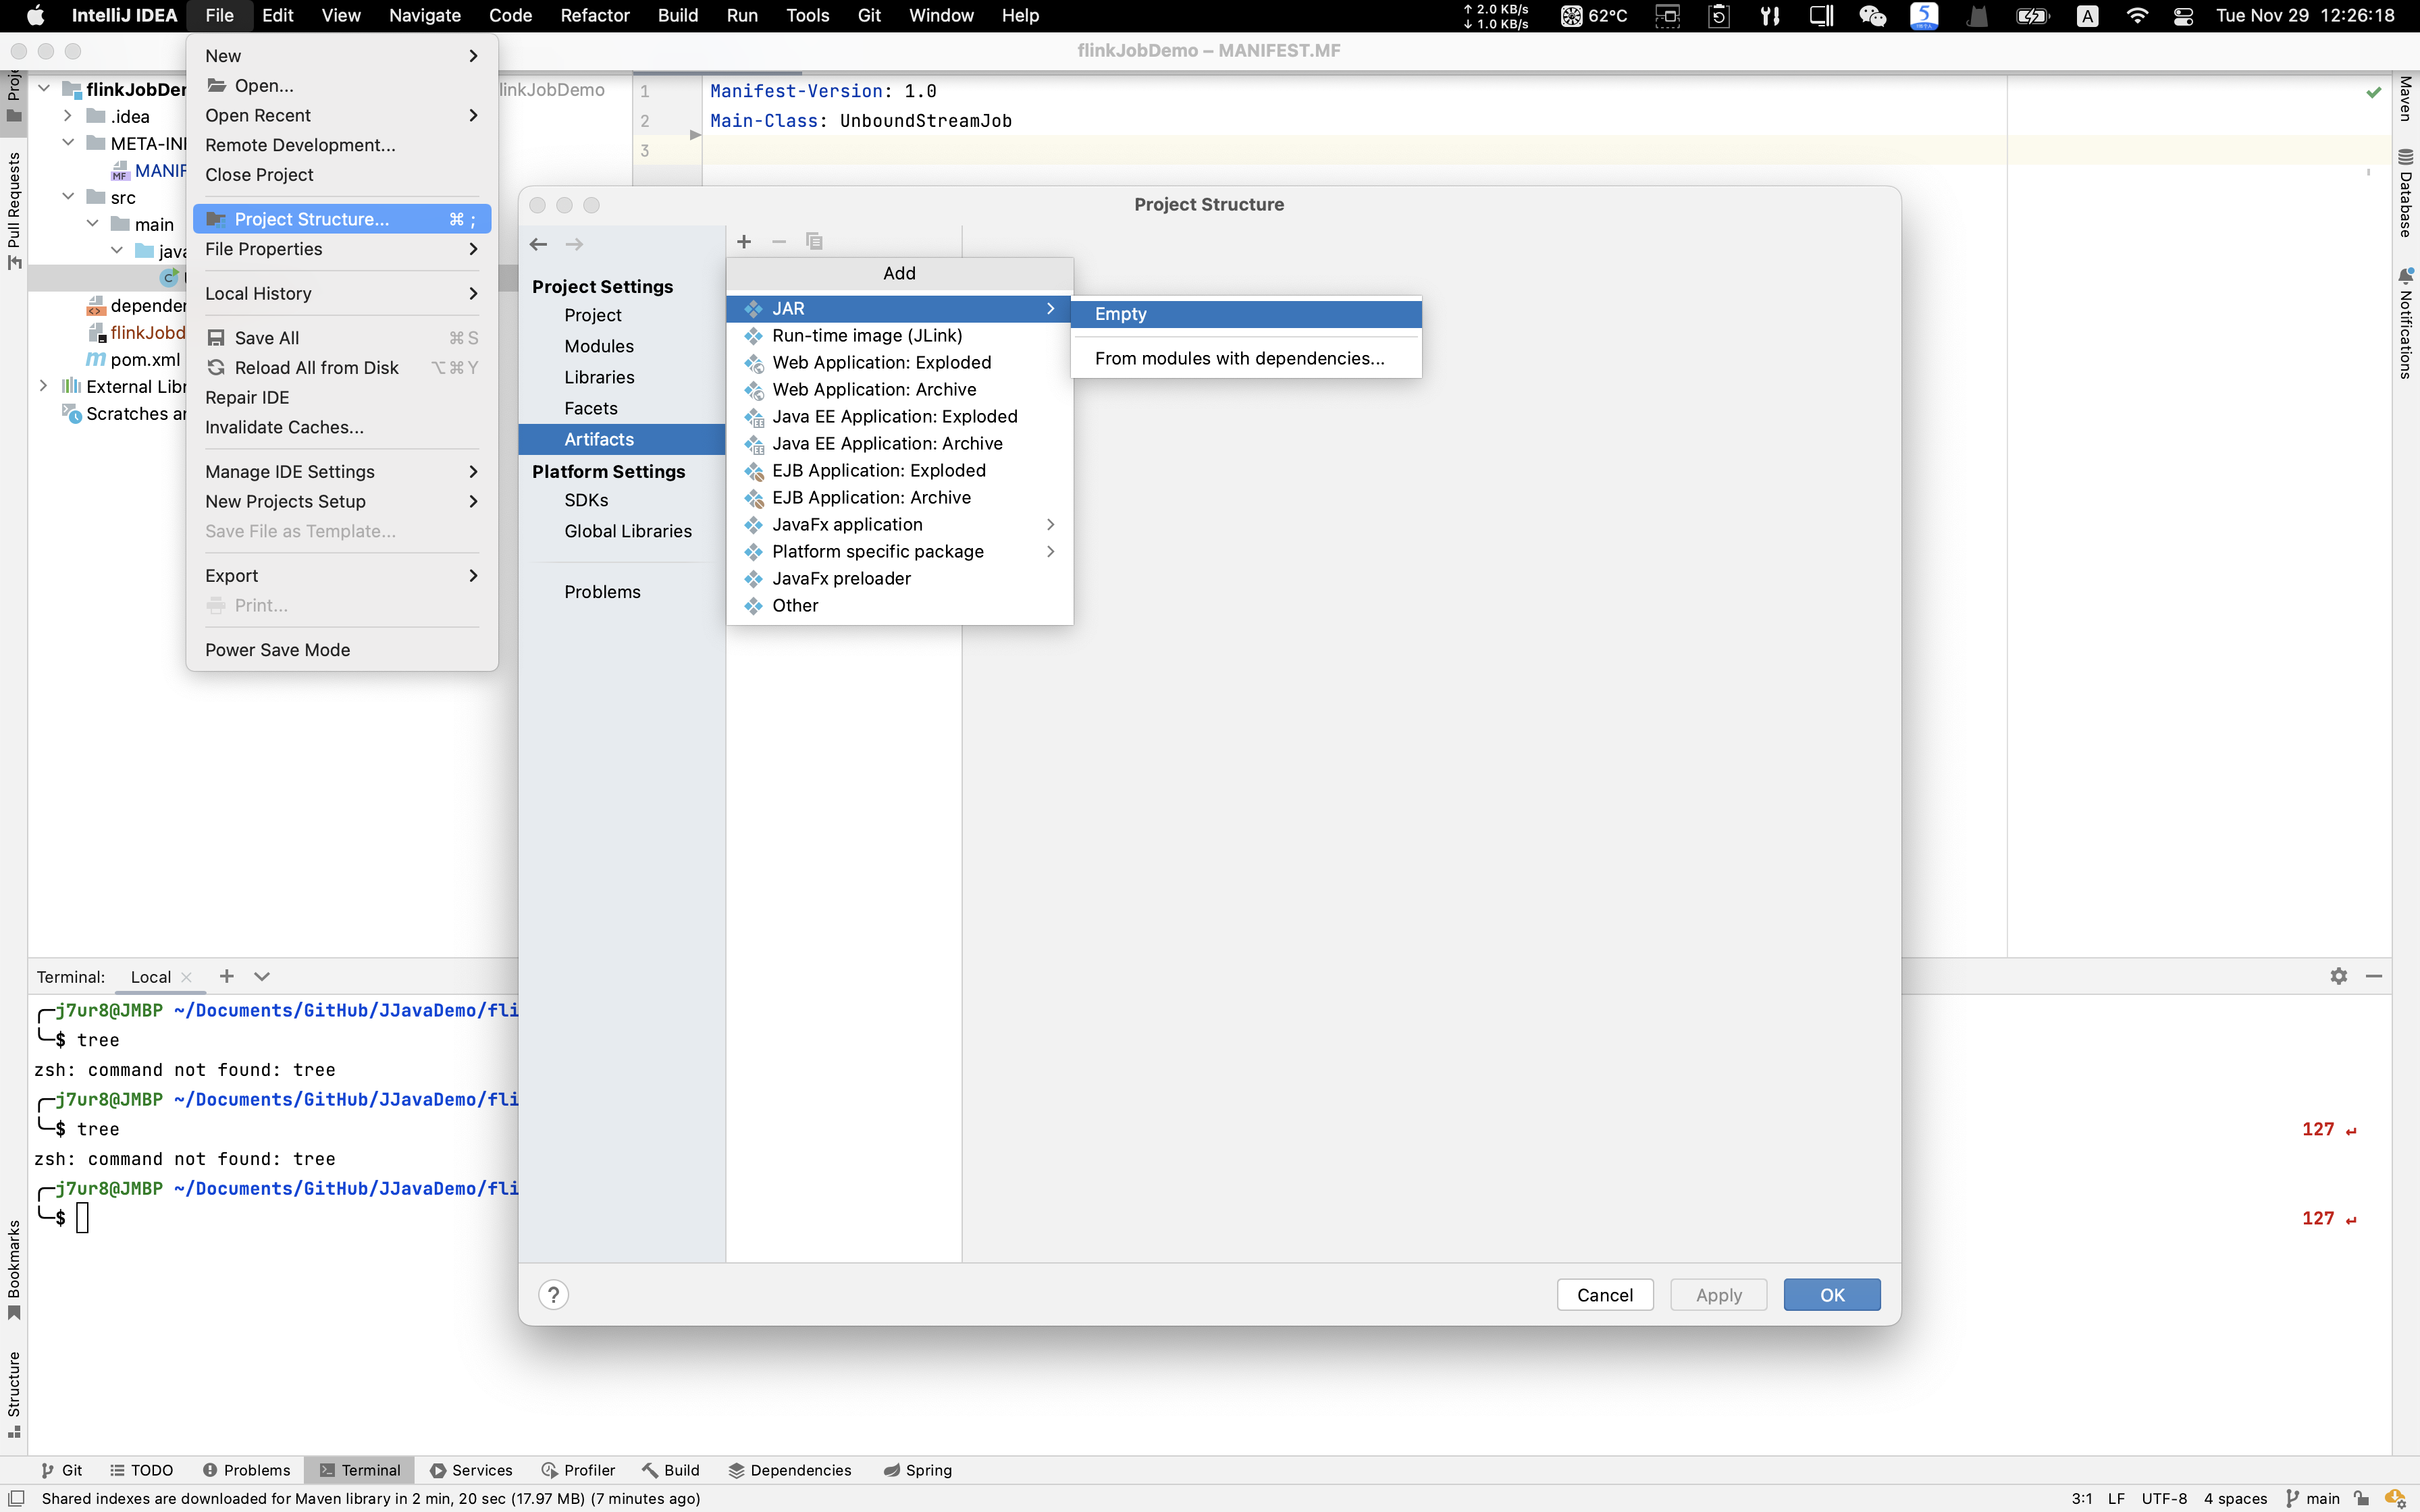 IntelliJ IDEA File Edit View Navigate Code Refactor Build Run Tools Git Window Help ↑ 2.0 KB/s ↓ 1.0 KB/s 62°C 5 A Tue Nov 29 12:26:18
flinkJobDemo – MANIFEST.MF
New
Open...
Open Recent
Remote Development...
Close Project
Project Structure... ⌘ ;
File Properties
Local History
Save All ⌘ S
Reload All from Disk ⌥ ⌘ Y
Repair IDE
Invalidate Caches...
Manage IDE Settings
New Projects Setup
Save File as Template...
Export
Print...
Power Save Mode
Proje
Pull Requests
Bookmarks
Structure
flinkJobDer linkJobDemo
.idea
META-INI
MF MANIF
src
main
java
C
depender
flinkJobd
m pom.xml
External Libr
Scratches ar
1 Manifest-Version: 1.0
2 Main-Class: UnboundStreamJob
3
Maven
Database
Notifications
Project Structure
Project Settings
Project
Modules
Libraries
Facets
Artifacts
Platform Settings
SDKs
Global Libraries
Problems
Add
JAR
Run-time image (JLink)
Web Application: Exploded
Web Application: Archive
Java EE Application: Exploded
Java EE Application: Archive
EJB Application: Exploded
EJB Application: Archive
JavaFx application
Platform specific package
JavaFx preloader
Other
Empty
From modules with dependencies...
? Cancel Apply OK
Terminal: Local
j7ur8@JMBP ~/Documents/GitHub/JJavaDemo/fli
$ tree
zsh: command not found: tree
j7ur8@JMBP ~/Documents/GitHub/JJavaDemo/fli
$ tree 127 ↵
zsh: command not found: tree
j7ur8@JMBP ~/Documents/GitHub/JJavaDemo/fli
$ 127 ↵
Git TODO Problems Terminal Services Profiler Build Dependencies Spring
Shared indexes are downloaded for Maven library in 2 min, 20 sec (17.97 MB) (7 minutes ago) 3:1 LF UTF-8 4 spaces main